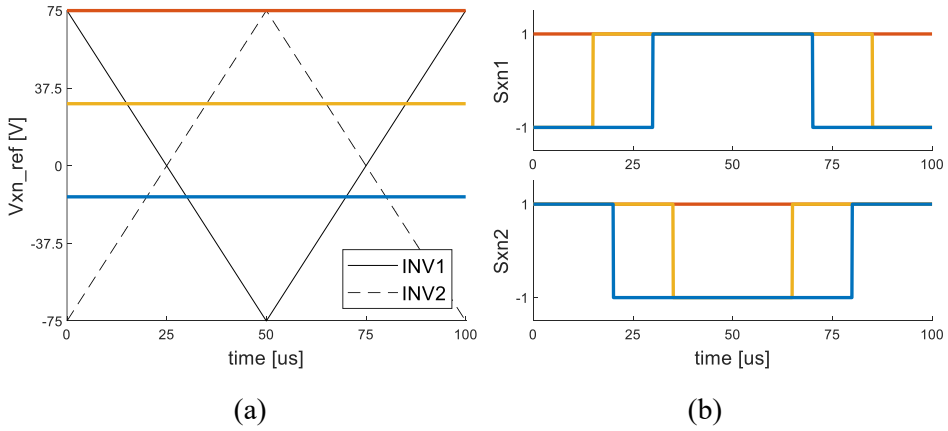 75
37.5
0
-37.5
-75
Vxn_ref [V]
INV1
INV2
0 25 50 75 100
time [us]
(a)
1
-1
Sxn1
0 25 50 75 100
1
-1
Sxn2
0 25 50 75 100
time [us]
(b)